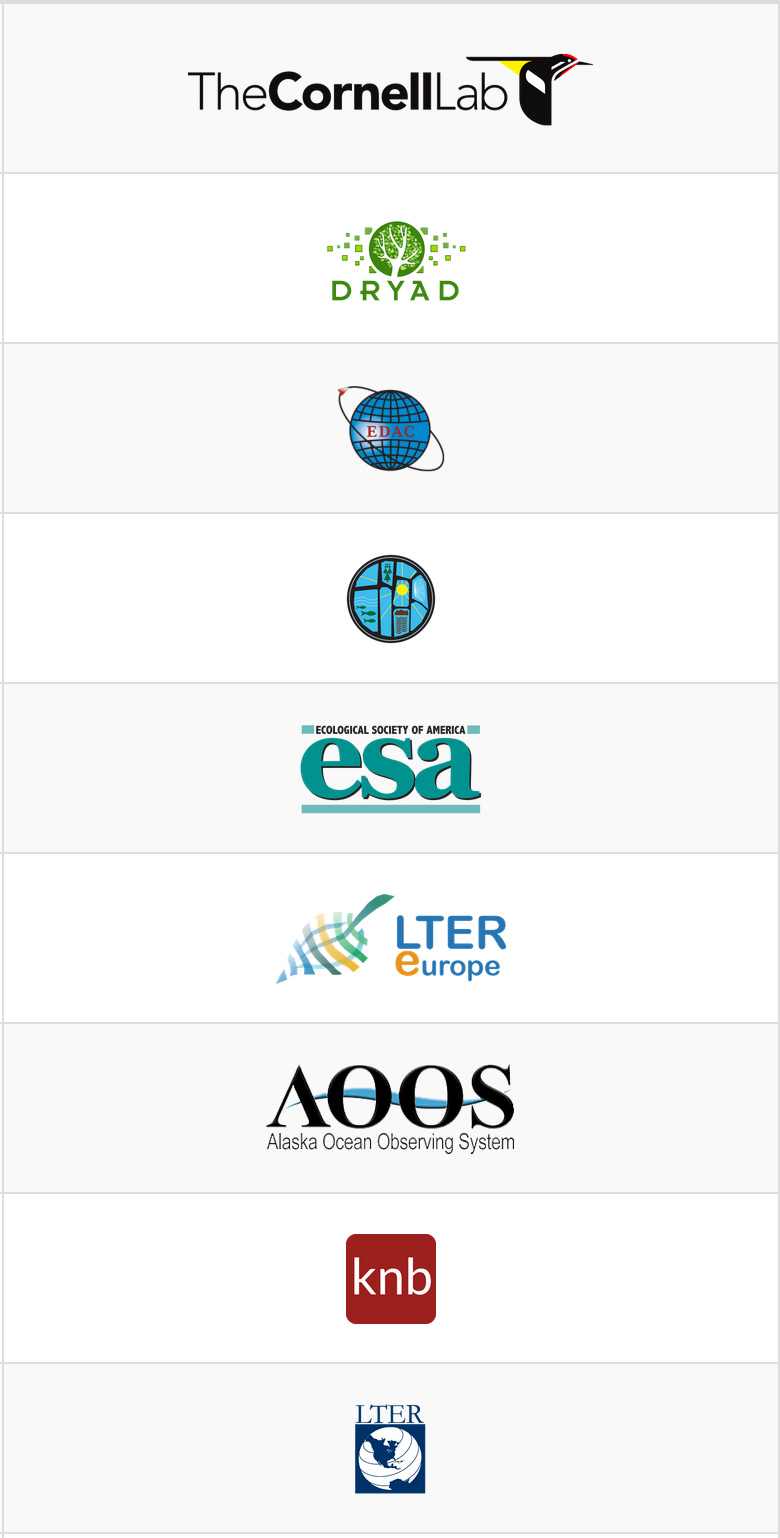 TheCornellLab
DRYAD
EDAC
ECOLOGICAL SOCIETY OF AMERICA
esa
LTER
europe
AOOS
Alaska Ocean Observing System
knb
LTER